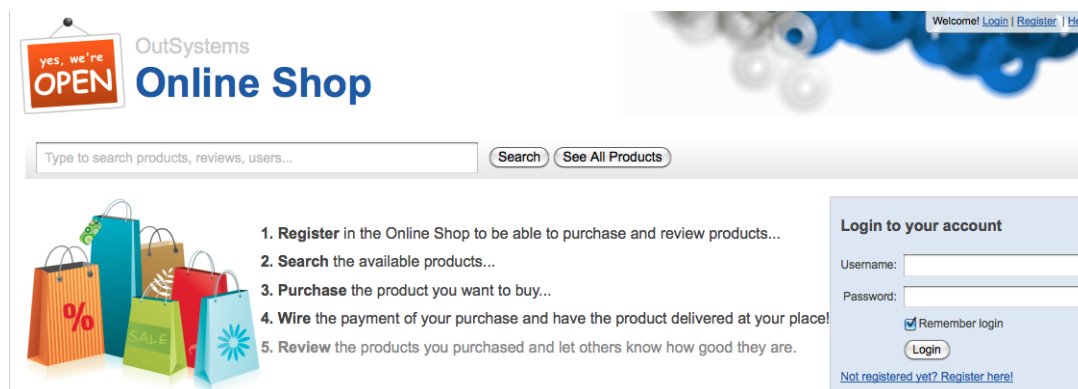 Welcome! Login | Register |
yes, we're
OPEN
OutSystems
Online Shop
Type to search products, reviews, users...
Search
See All Products
1. Register in the Online Shop to be able to purchase and review products...
2. Search the available products...
3. Purchase the product you want to buy...
4. Wire the payment of your purchase and have the product delivered at your place!
5. Review the products you purchased and let others know how good they are.
%
SALE
Login to your account
Username:
Password:
Remember login
Login
Not registered yet? Register here!